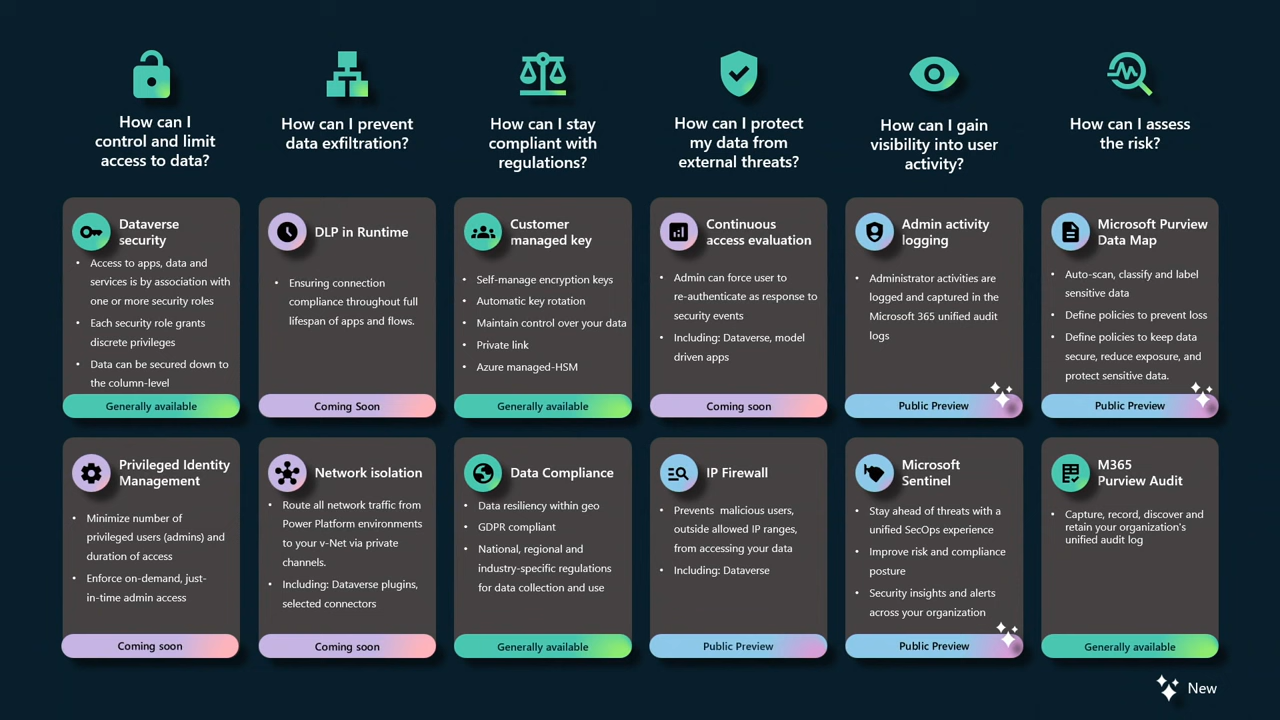 How can I
control and limit
access to data?
How can I prevent
data exfiltration?
How can I stay
compliant with
regulations?
How can I protect
my data from
external threats?
How can I gain
visibility into user
activity?
How can I assess
the risk?
Dataverse
security
• Access to apps, data and
services is by association with
one or more security roles
• Each security role grants
discrete privileges
• Data can be secured down to
the column-level
Generally available
DLP in Runtime
• Ensuring connection
compliance throughout full
lifespan of apps and flows.
Coming Soon
Customer
managed key
• Self-manage encryption keys
• Automatic key rotation
• Maintain control over your data
• Private link
• Azure managed-HSM
Generally available
Continuous
access evaluation
• Admin can force user to
re-authenticate as response to
security events
• Including: Dataverse, model
driven apps
Coming soon
Admin activity
logging
• Administrator activities are
logged and captured in the
Microsoft 365 unified audit
logs
Public Preview
Microsoft Purview
Data Map
• Auto-scan, classify and label
sensitive data
• Define policies to prevent loss
• Define policies to keep data
secure, reduce exposure, and
protect sensitive data.
Public Preview
Privileged Identity
Management
• Minimize number of
privileged users (admins) and
duration of access
• Enforce on-demand, just-
in-time admin access
Coming soon
Network isolation
• Route all network traffic from
Power Platform environments
to your v-Net via private
channels.
• Including: Dataverse plugins,
selected connectors
Coming soon
Data Compliance
• Data resiliency within geo
• GDPR compliant
• National, regional and
industry-specific regulations
for data collection and use
Generally available
IP Firewall
• Prevents malicious users,
outside allowed IP ranges,
from accessing your data
• Including: Dataverse
Public Preview
Microsoft
Sentinel
• Stay ahead of threats with a
unified SecOps experience
• Improve risk and compliance
posture
• Security insights and alerts
across your organization
Public Preview
M365
Purview Audit
• Capture, record, discover and
retain your organization's
unified audit log
Generally available
New